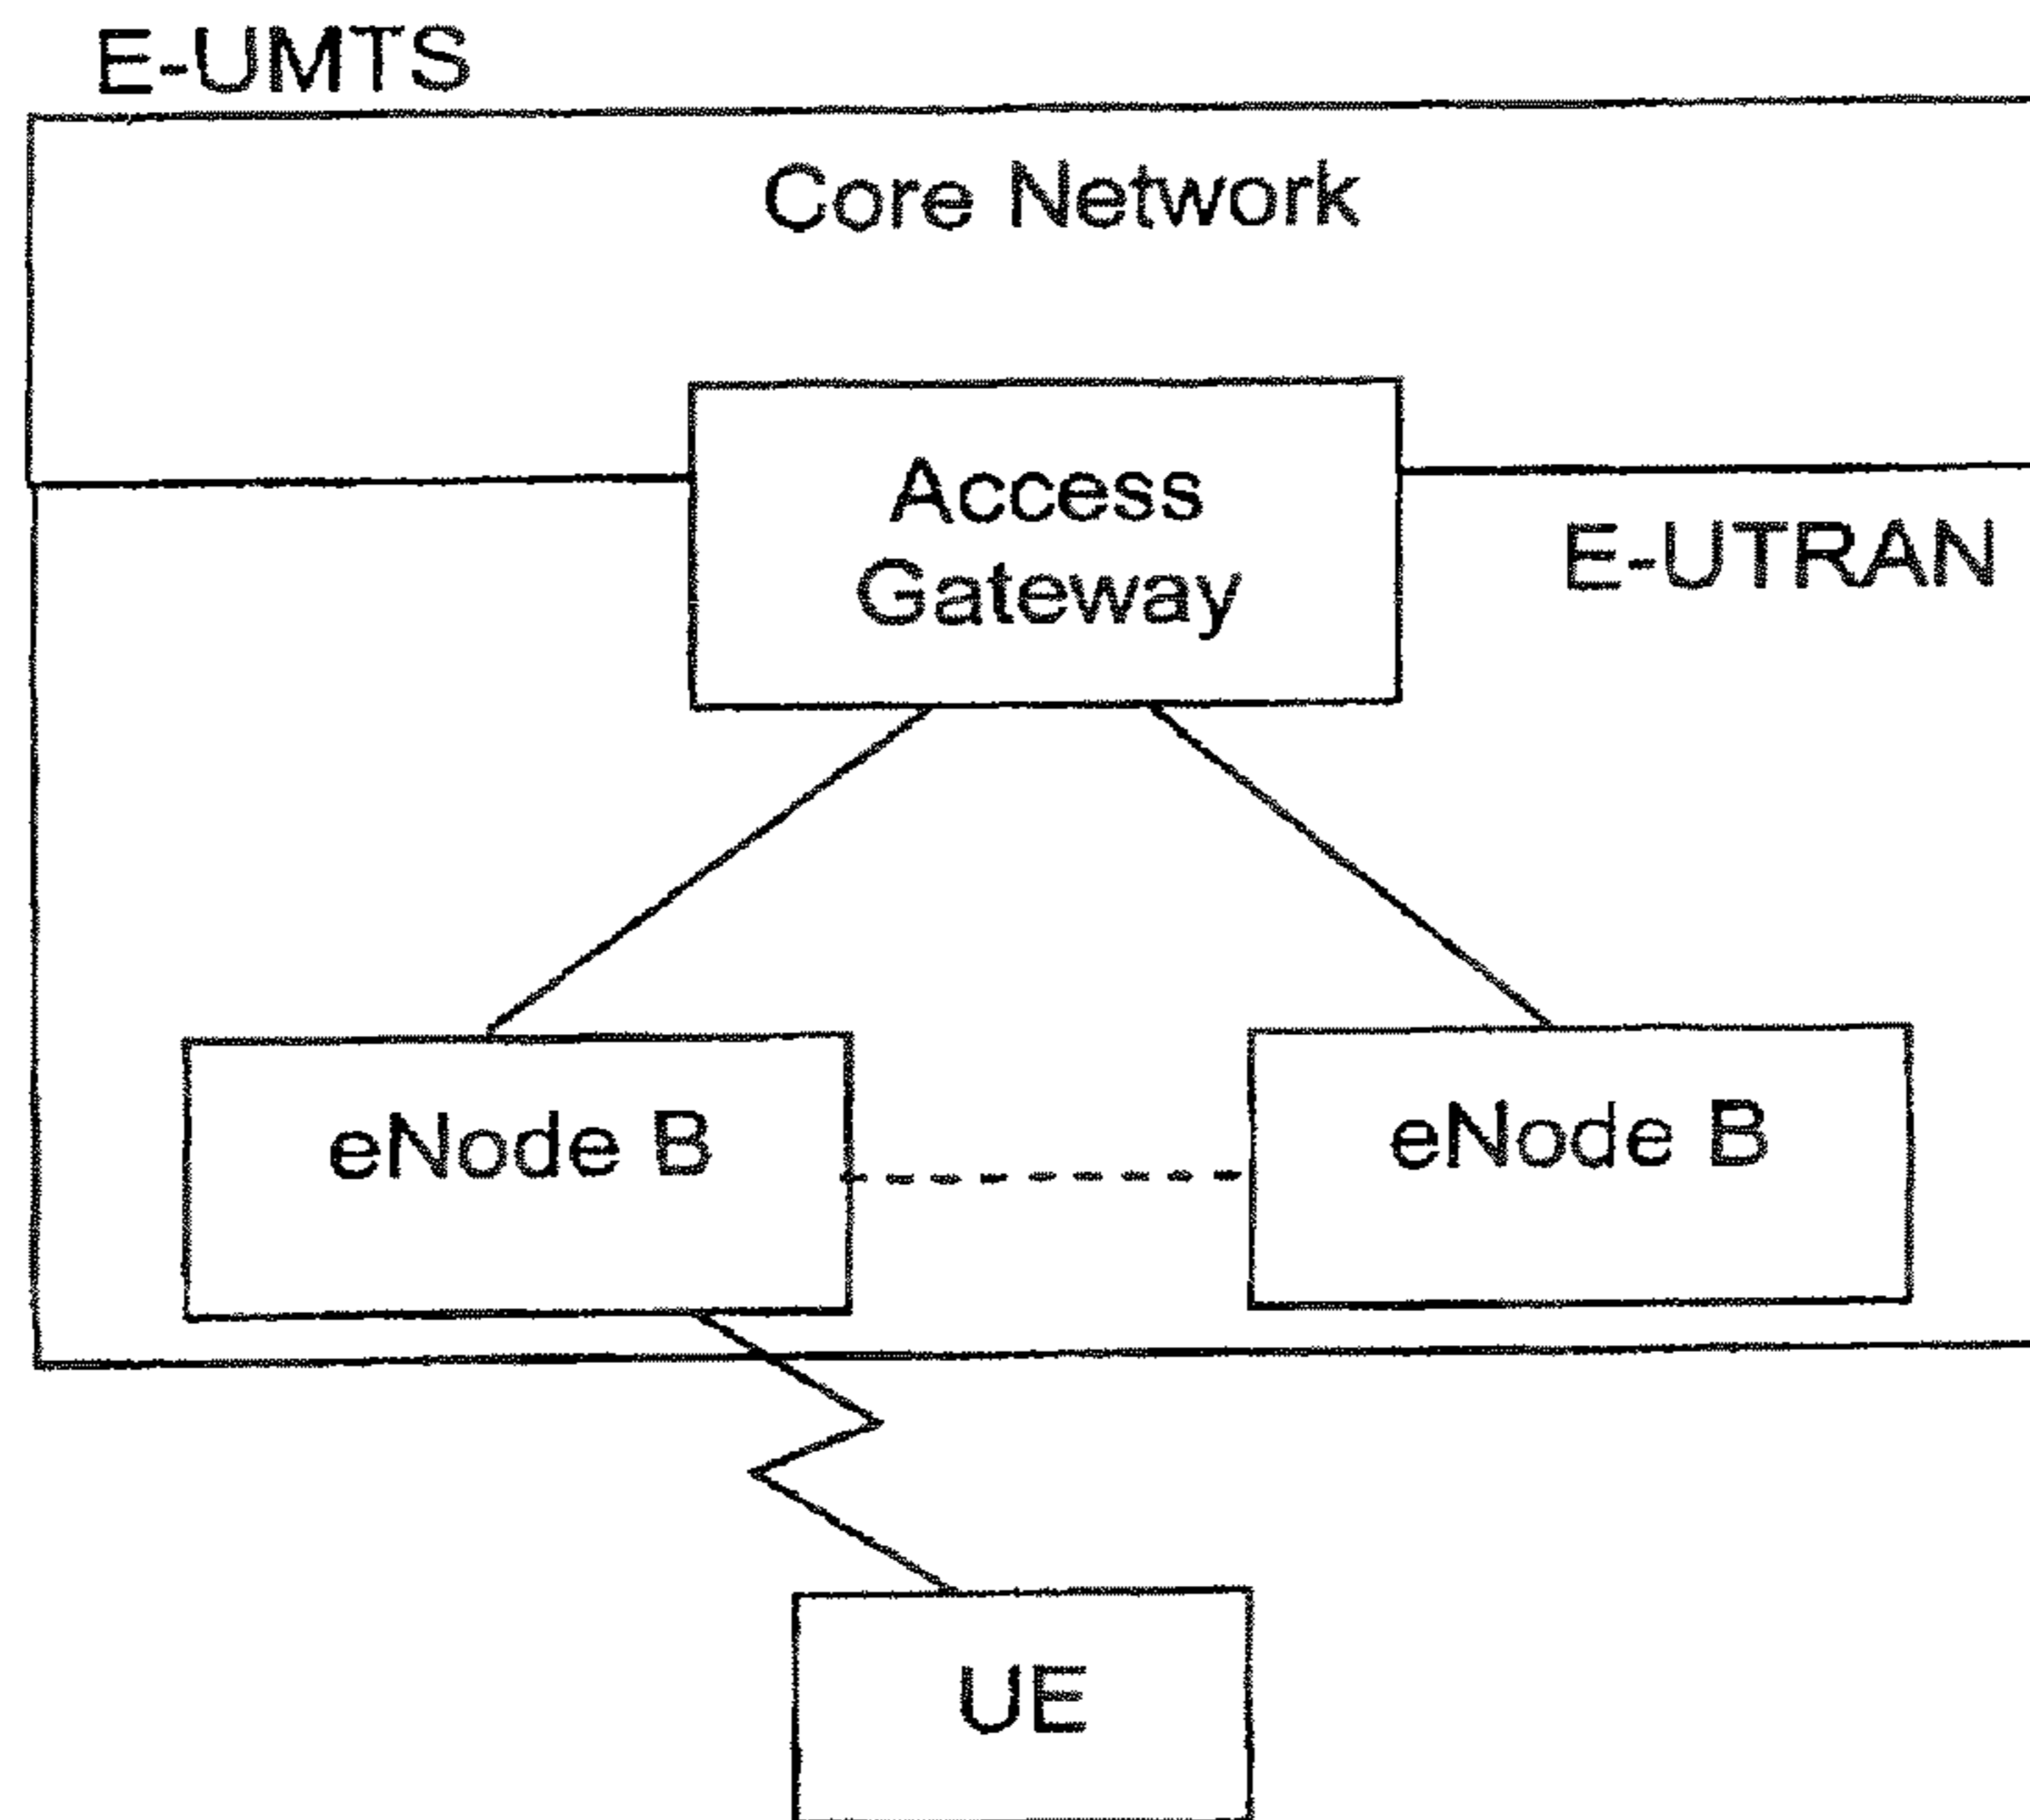 E-UMTS
Core Network
Access
Gateway
E-UTRAN
eNode B
eNode B
UE